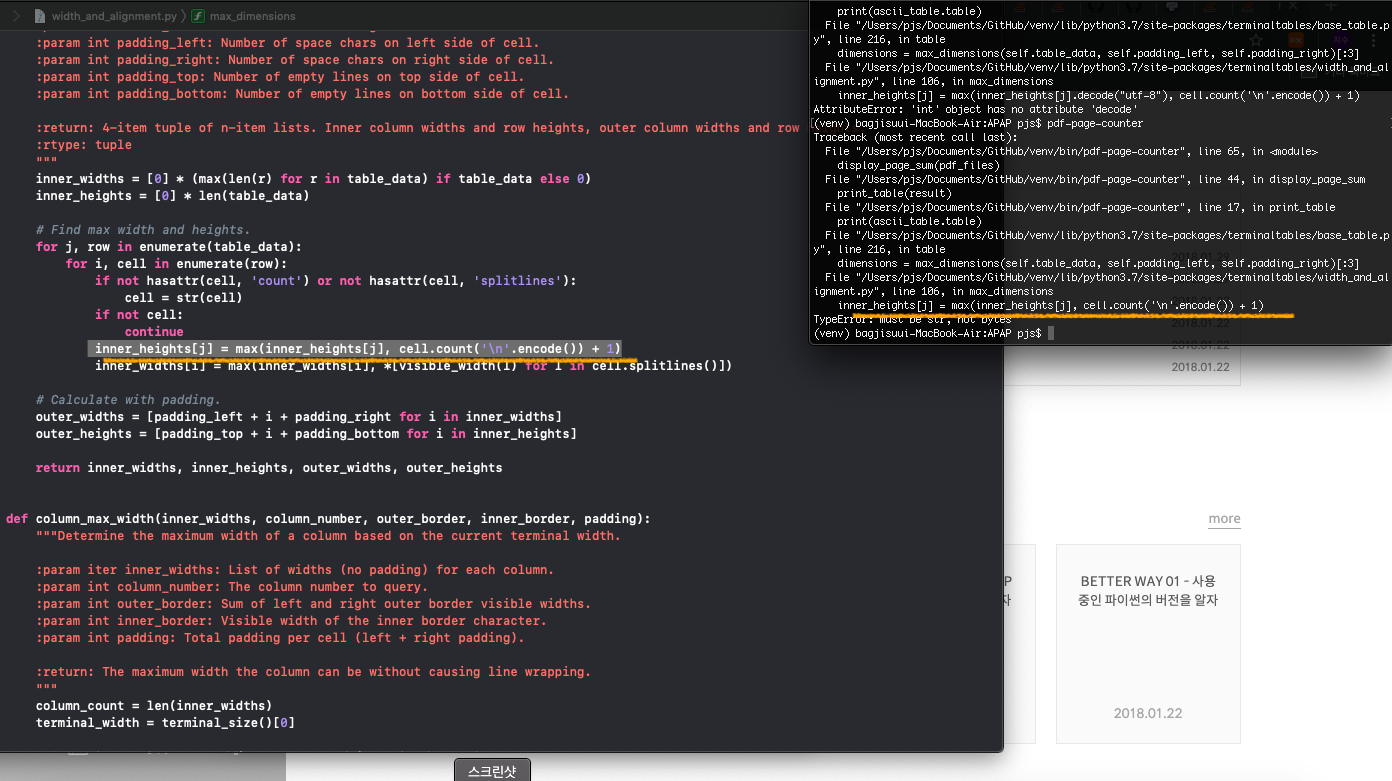 width_and_alignment.py 〉 max_dimensions
:param int padding_left: Number of space chars on left side of cell.
:param int padding_right: Number of space chars on right side of cell.
:param int padding_top: Number of empty lines on top side of cell.
:param int padding_bottom: Number of empty lines on bottom side of cell.
:return: 4-item tuple of n-item lists. Inner column widths and row heights, outer column widths and row
:rtype: tuple
"""
inner_widths = [0] * (max(len(r) for r in table_data) if table_data else 0)
inner_heights = [0] * len(table_data)
# Find max width and heights.
for j, row in enumerate(table_data):
for i, cell in enumerate(row):
if not hasattr(cell, 'count') or not hasattr(cell, 'splitlines'):
cell = str(cell)
if not cell:
continue
inner_heights[j] = max(inner_heights[j], cell.count('\n'.encode()) + 1)
inner_widths[i] = max(inner_widths[i], *[visible_width(l) for l in cell.splitlines()])
# Calculate with padding.
outer_widths = [padding_left + i + padding_right for i in inner_widths]
outer_heights = [padding_top + i + padding_bottom for i in inner_heights]
return inner_widths, inner_heights, outer_widths, outer_heights
def column_max_width(inner_widths, column_number, outer_border, inner_border, padding):
"""Determine the maximum width of a column based on the current terminal width.
:param iter inner_widths: List of widths (no padding) for each column.
:param int column_number: The column number to query.
:param int outer_border: Sum of left and right outer border visible widths.
:param int inner_border: Visible width of the inner border character.
:param int padding: Total padding per cell (left + right padding).
:return: The maximum width the column can be without causing line wrapping.
"""
column_count = len(inner_widths)
terminal_width = terminal_size()[0]
print(ascii_table.table)
File "/Users/pjs/Documents/GitHub/venv/lib/python3.7/site-packages/terminaltables/base_table.p
y", line 216, in table
dimensions = max_dimensions(self.table_data, self.padding_left, self.padding_right)[:3]
File "/Users/pjs/Documents/GitHub/venv/lib/python3.7/site-packages/terminaltables/width_and_al
ignment.py", line 106, in max_dimensions
inner_heights[j] = max(inner_heights[j].decode("utf-8"), cell.count('\n'.encode()) + 1)
AttributeError: 'int' object has no attribute 'decode'
[(venv) bagjisuui-MacBook-Air:APAP pjs$ pdf-page-counter
Traceback (most recent call last):
File "/Users/pjs/Documents/GitHub/venv/bin/pdf-page-counter", line 65, in <module>
display_page_sum(pdf_files)
File "/Users/pjs/Documents/GitHub/venv/bin/pdf-page-counter", line 44, in display_page_sum
print_table(result)
File "/Users/pjs/Documents/GitHub/venv/bin/pdf-page-counter", line 17, in print_table
print(ascii_table.table)
File "/Users/pjs/Documents/GitHub/venv/lib/python3.7/site-packages/terminaltables/base_table.p
y", line 216, in table
dimensions = max_dimensions(self.table_data, self.padding_left, self.padding_right)[:3]
File "/Users/pjs/Documents/GitHub/venv/lib/python3.7/site-packages/terminaltables/width_and_al
ignment.py", line 106, in max_dimensions
inner_heights[j] = max(inner_heights[j], cell.count('\n'.encode()) + 1)
TypeError: must be str, not bytes
(venv) bagjisuui-MacBook-Air:APAP pjs$
2018.01.22
2018.01.22
2018.01.22
more
BETTER WAY 01 - 사용
중인 파이썬의 버전을 알자
2018.01.22
스크린샷